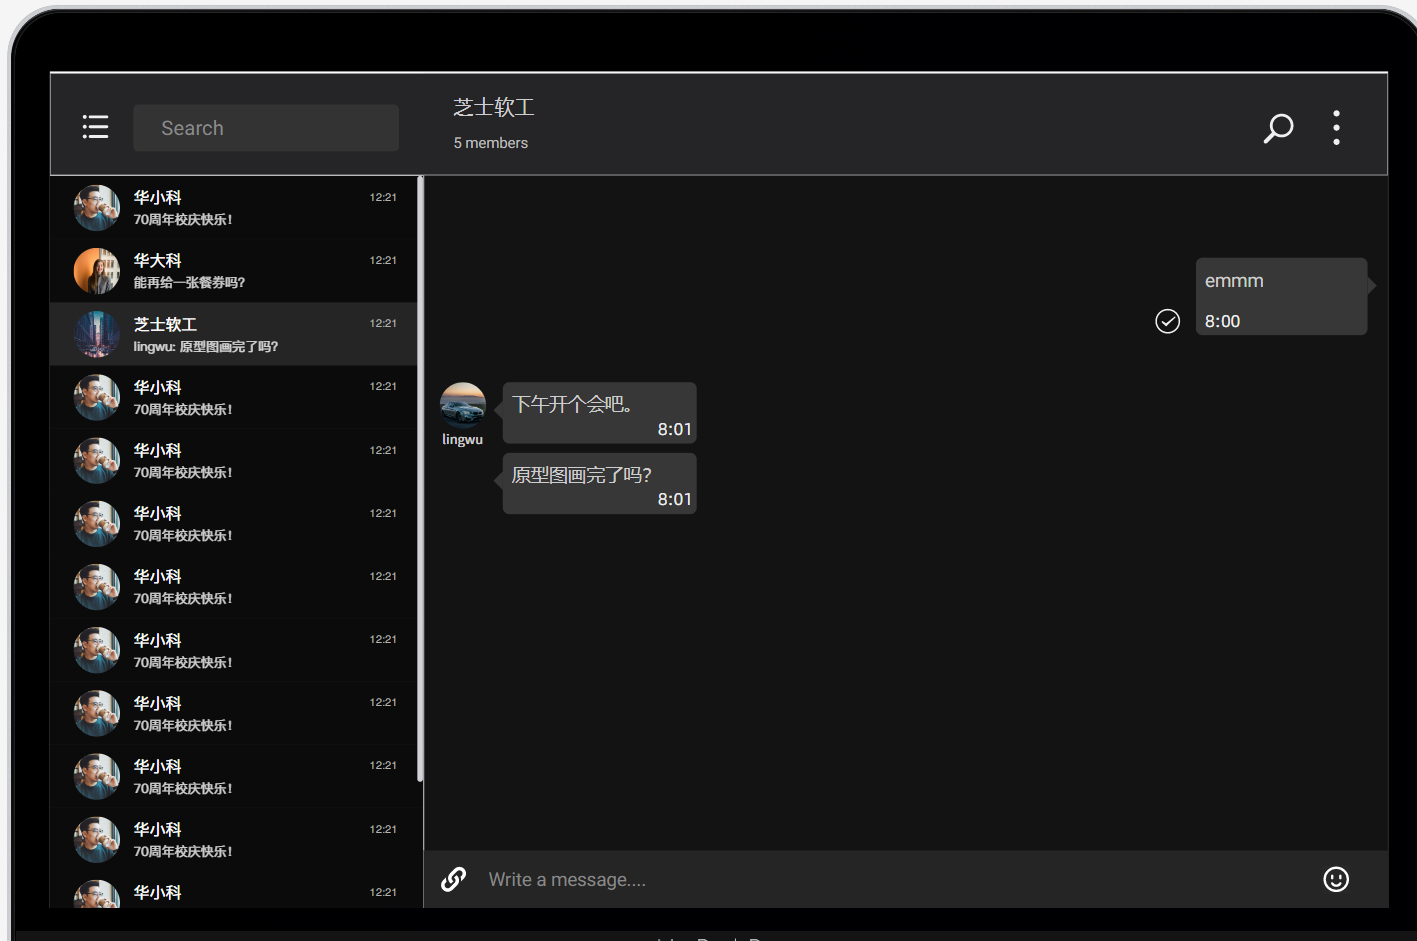 Search
芝士软工
5 members
华小科
12:21
70周年校庆快乐!
华大科
12:21
能再给一张餐券吗?
芝士软工
12:21
lingwu: 原型图画完了吗?
华小科
12:21
70周年校庆快乐!
华小科
12:21
70周年校庆快乐!
华小科
12:21
70周年校庆快乐!
华小科
12:21
70周年校庆快乐!
华小科
12:21
70周年校庆快乐!
华小科
12:21
70周年校庆快乐!
华小科
12:21
70周年校庆快乐!
华小科
12:21
70周年校庆快乐!
华小科
12:21
emmm
8:00
下午开个会吧。
8:01
lingwu
原型图画完了吗?
8:01
Write a message....